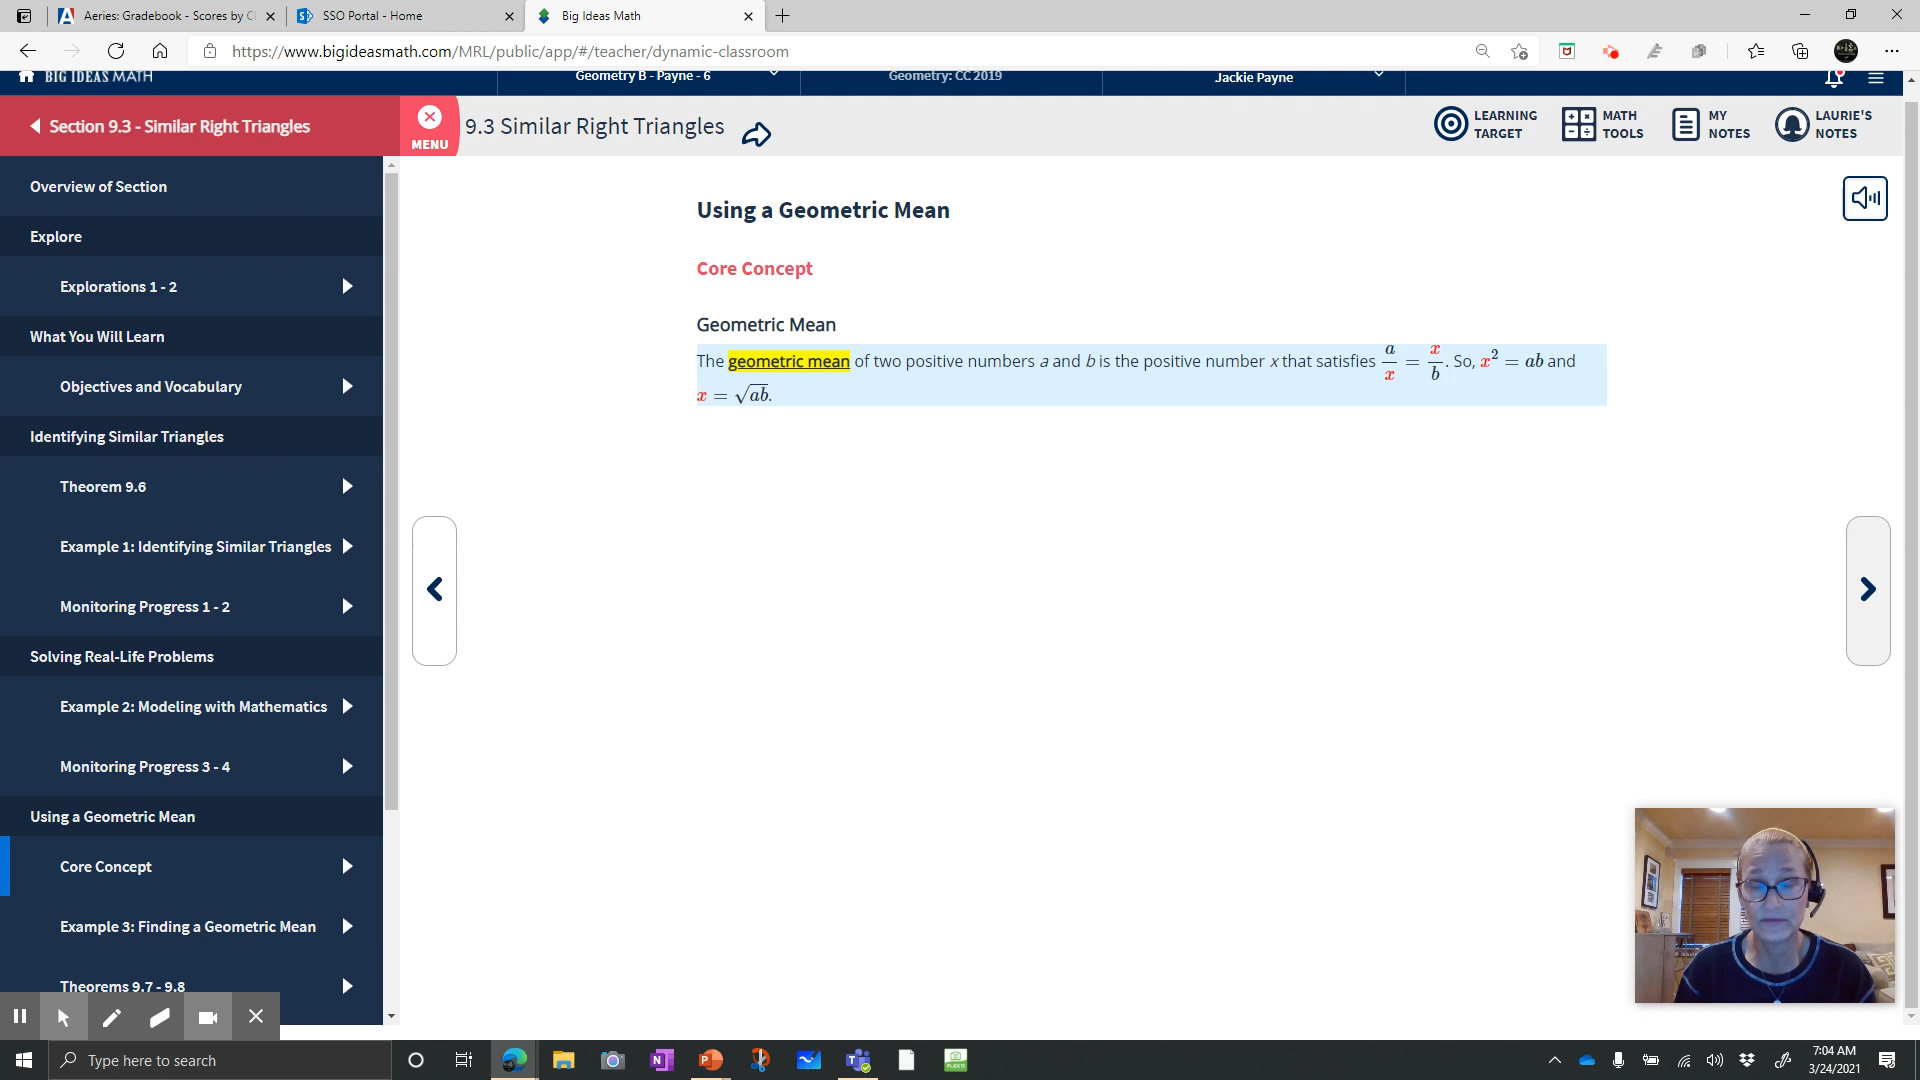 Aeries: Gradebook - Scores by Cl
SSO Portal - Home
Big Ideas Math
https://www.bigideasmath.com/MRL/public/app/#/teacher/dynamic-classroom
BIG IDEAS MATH
Geometry B - Payne - 6
Geometry: CC 2019
Jackie Payne
Section 9.3 - Similar Right Triangles
MENU
9.3 Similar Right Triangles
LEARNING TARGET
MATH TOOLS
MY NOTES
LAURIE'S NOTES
Overview of Section
Explore
Explorations 1 - 2
What You Will Learn
Objectives and Vocabulary
Identifying Similar Triangles
Theorem 9.6
Example 1: Identifying Similar Triangles
Monitoring Progress 1 - 2
Solving Real-Life Problems
Example 2: Modeling with Mathematics
Monitoring Progress 3 - 4
Using a Geometric Mean
Core Concept
Example 3: Finding a Geometric Mean
Theorems 9.7 - 9.8
Using a Geometric Mean
Core Concept
Geometric Mean
The geometric mean of two positive numbers a and b is the positive number x that satisfies a/x = x/b. So, x² = ab and
x = √ab.
Type here to search
7:04 AM
3/24/2021